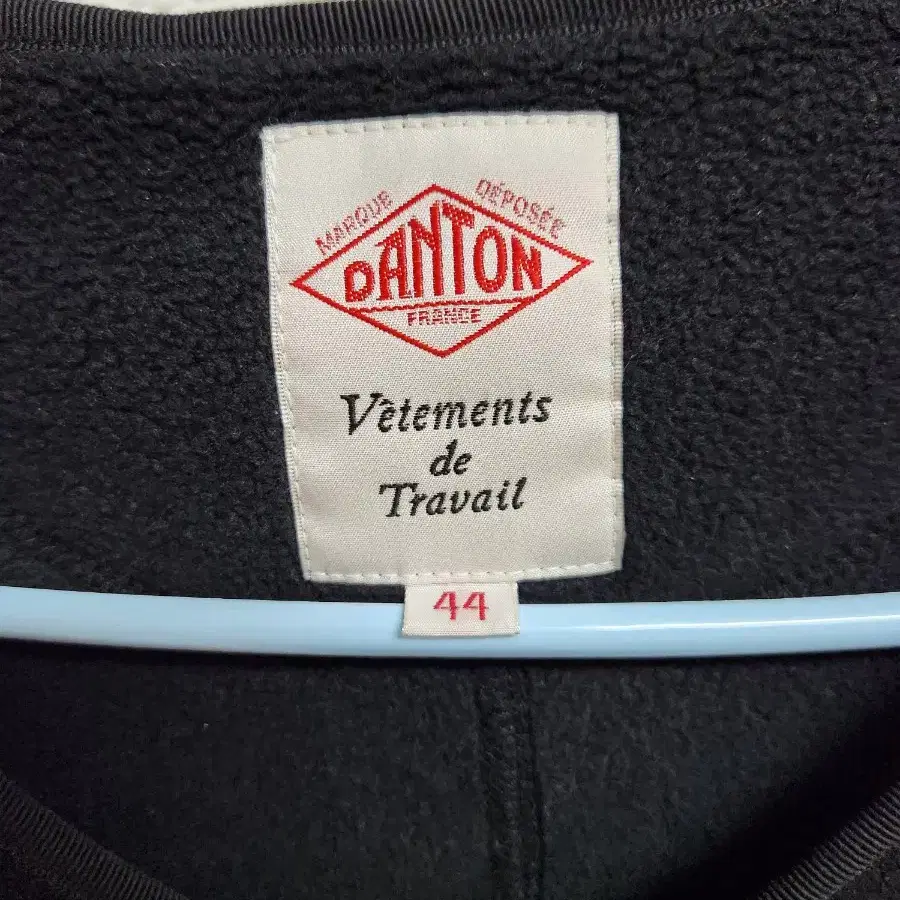 MARQUE DÉPOSÉE
DANTON
FRANCE
Vêtements
de
Travail
44